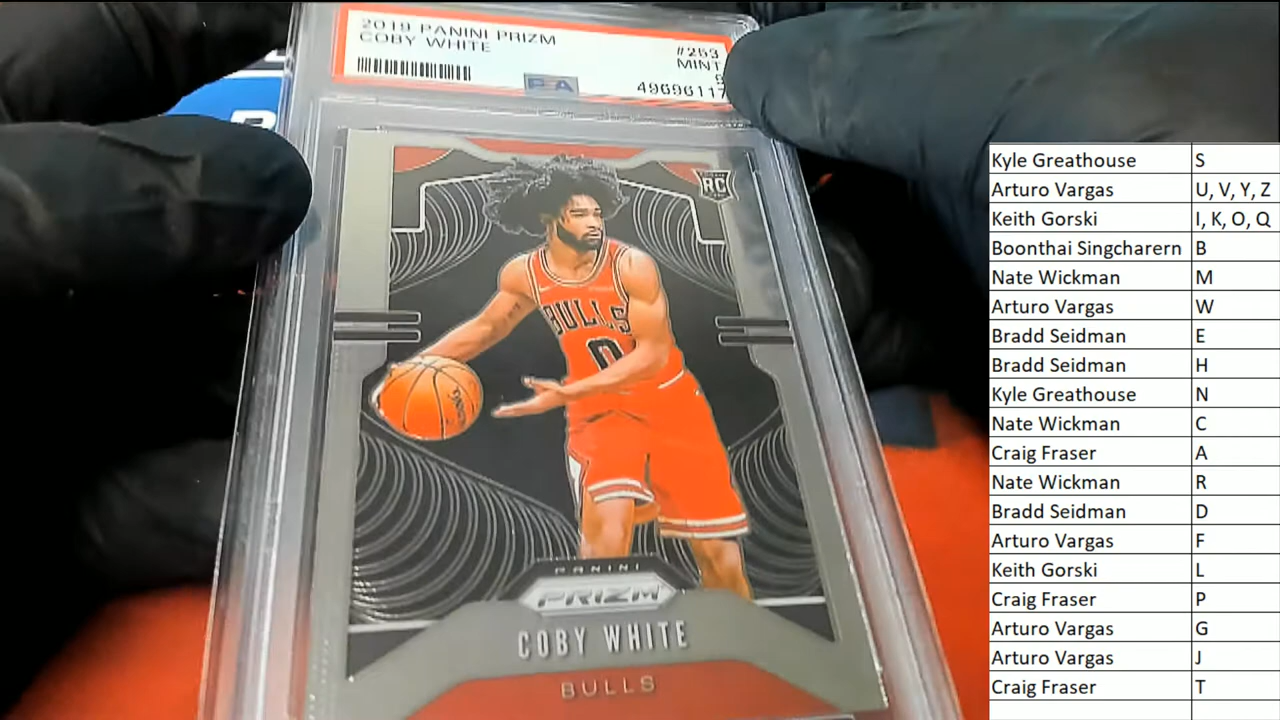 2019 PANINI PRIZM
COBY WHITE
#253
MINT
9
49696117
PSA
RC
BULLS
0
SPALDING
PANINI
PRIZM
COBY WHITE
BULLS
Kyle Greathouse S
Arturo Vargas U, V, Y, Z
Keith Gorski I, K, O, Q
Boonthai Singcharern B
Nate Wickman M
Arturo Vargas W
Bradd Seidman E
Bradd Seidman H
Kyle Greathouse N
Nate Wickman C
Craig Fraser A
Nate Wickman R
Bradd Seidman D
Arturo Vargas F
Keith Gorski L
Craig Fraser P
Arturo Vargas G
Arturo Vargas J
Craig Fraser T